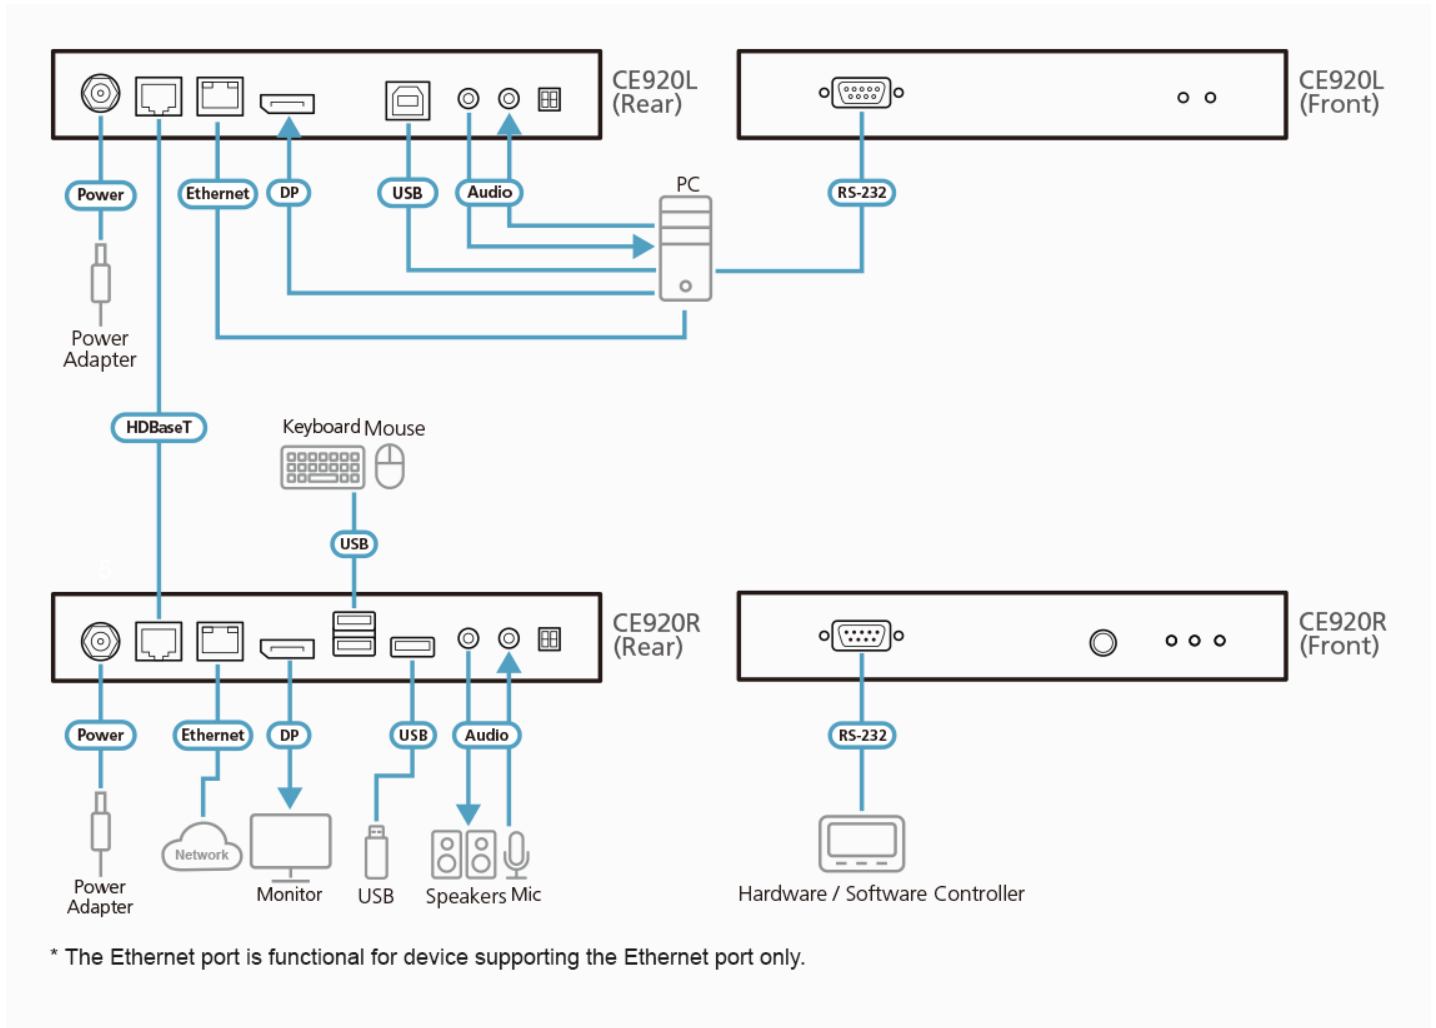 CE920L
(Rear)
CE920L
(Front)
Power
Ethernet
DP
USB
Audio
PC
RS-232
Power
Adapter
HDBaseT
Keyboard Mouse
USB
CE920R
(Rear)
CE920R
(Front)
Power
Ethernet
DP
USB
Audio
RS-232
Network
Power
Adapter
Monitor
USB
Speakers Mic
Hardware / Software Controller
* The Ethernet port is functional for device supporting the Ethernet port only.